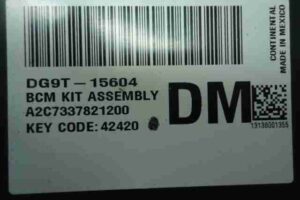 DG9T-15604
BCM KIT ASSEMBLY
A2C7337821200
KEY CODE: 42420
DM
CONTINENTAL
MADE IN MEXICO